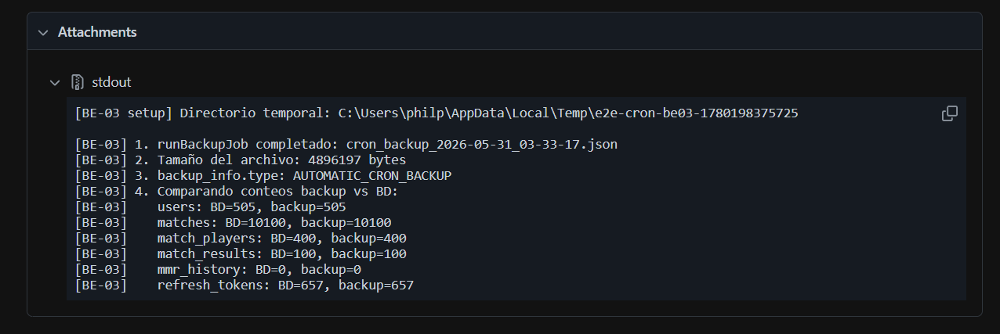 Attachments
stdout
[BE-03 setup] Directorio temporal: C:\Users\philp\AppData\Local\Temp\e2e-cron-be03-1780198375725
[BE-03] 1. runBackupJob completado: cron_backup_2026-05-31_03-33-17.json
[BE-03] 2. Tamaño del archivo: 4896197 bytes
[BE-03] 3. backup_info.type: AUTOMATIC_CRON_BACKUP
[BE-03] 4. Comparando conteos backup vs BD:
[BE-03]    users: BD=505, backup=505
[BE-03]    matches: BD=10100, backup=10100
[BE-03]    match_players: BD=400, backup=400
[BE-03]    match_results: BD=100, backup=100
[BE-03]    mmr_history: BD=0, backup=0
[BE-03]    refresh_tokens: BD=657, backup=657